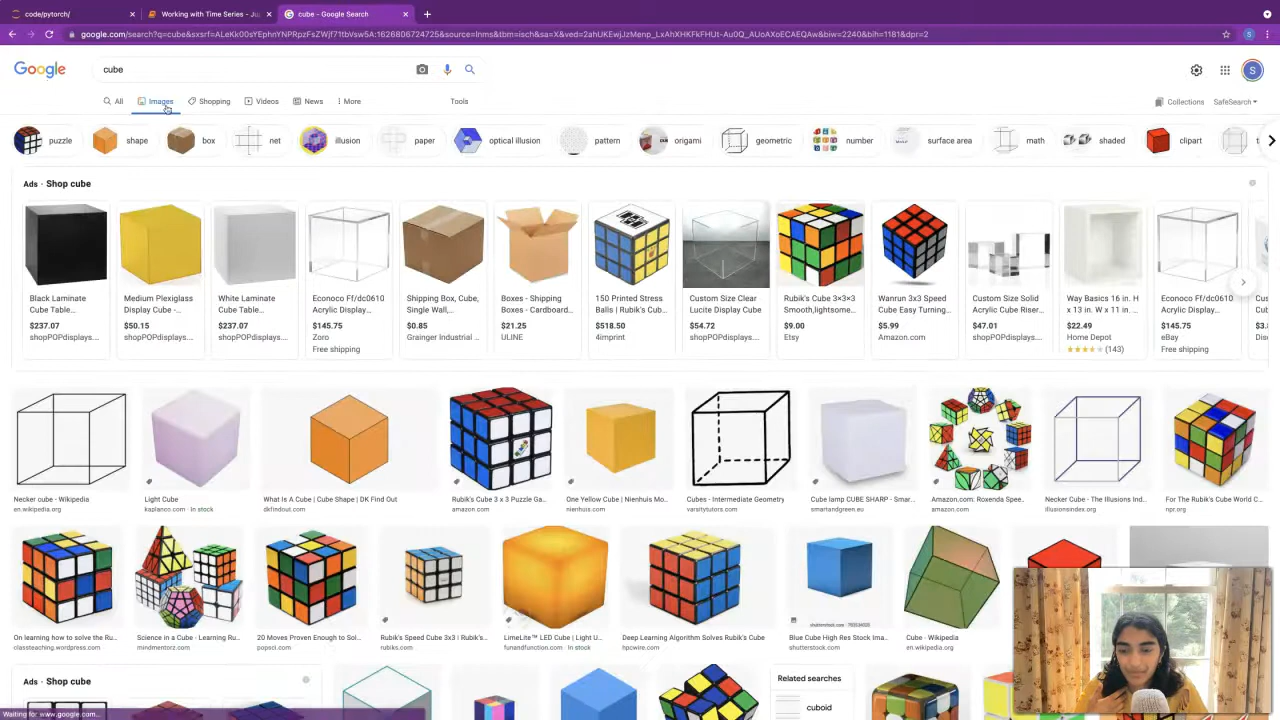 code/pytorch/
Working with Time Series - Ju
cube - Google Search
google.com/search?q=cube&sxsrf=ALeKk00sYEphnYNPRpzFsZWjf71tbVsw5A:1626806724725&source=lnms&tbm=isch&sa=X&ved=2ahUKEwjJzMenp_LxAhXHKFkFHUt-Au0Q_AUoAXoECAEQAw&biw=2240&bih=1181&dpr=2
S
Google
cube
S
All
Images
Shopping
Videos
News
More
Tools
Collections
SafeSearch
puzzle
shape
box
net
illusion
paper
optical illusion
pattern
origami
geometric
number
surface area
math
shaded
clipart
Ads · Shop cube
Black Laminate
Cube Table...
$237.07
shopPOPdisplays....
Medium Plexiglass
Display Cube -...
$50.15
shopPOPdisplays....
White Laminate
Cube Table...
$237.07
shopPOPdisplays....
Econoco Ff/dc0610
Acrylic Display...
$145.75
Zoro
Free shipping
Shipping Box, Cube,
Single Wall,...
$0.85
Grainger Industrial ...
Boxes - Shipping
Boxes - Cardboard...
$21.25
ULINE
150 Printed Stress
Balls | Rubik's Cub...
$518.50
4imprint
Custom Size Clear
Lucite Display Cube
$54.72
shopPOPdisplays....
Rubik's Cube 3×3×3
Smooth,lightsome...
$9.00
Etsy
Wanrun 3x3 Speed
Cube Easy Turning...
$5.99
Amazon.com
Custom Size Solid
Acrylic Cube Riser...
$47.01
shopPOPdisplays....
Way Basics 16 in. H
x 13 in. W x 11 in. ...
$22.49
Home Depot
(143)
Econoco Ff/dc0610
Acrylic Display...
$145.75
eBay
Free shipping
Necker cube - Wikipedia
en.wikipedia.org
Light Cube
kaplanco.com · In stock
What Is A Cube | Cube Shape | DK Find Out
dkfindout.com
Rubik's Cube 3 x 3 Puzzle Ga...
amazon.com
One Yellow Cube | Nienhuis Mo...
nienhuis.com
Cubes - Intermediate Geometry
varsitytutors.com
Cube lamp CUBE SHARP - Smar...
smartandgreen.eu
Amazon.com: Roxenda Spee...
amazon.com
Necker Cube - The Illusions Ind...
illusionsindex.org
For The Rubik's Cube World C...
npr.org
On learning how to solve the Ru...
classteaching.wordpress.com
Science in a Cube - Learning Ru...
mindmentorz.com
20 Moves Proven Enough to Sol...
popsci.com
Rubik's Speed Cube 3x3 | Rubik's...
rubiks.com
LimeLite™ LED Cube | Light U...
funandfunction.com · In stock
Deep Learning Algorithm Solves Rubik's Cube
hpcwire.com
Blue Cube High Res Stock Ima...
shutterstock.com
Cube - Wikipedia
en.wikipedia.org
Ads · Shop cube
Related searches
cuboid
Waiting for www.google.com...